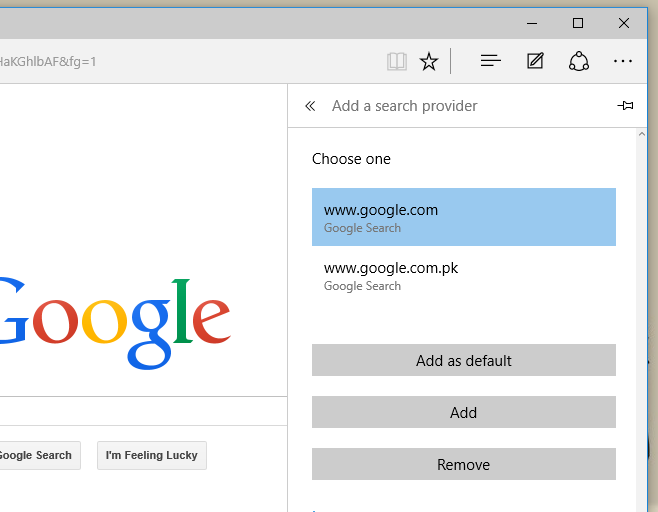 HaKGhlbAF&fg=1
Add a search provider
Choose one
www.google.com
Google Search
www.google.com.pk
Google Search
Add as default
Add
Remove
Google
Google Search
I'm Feeling Lucky